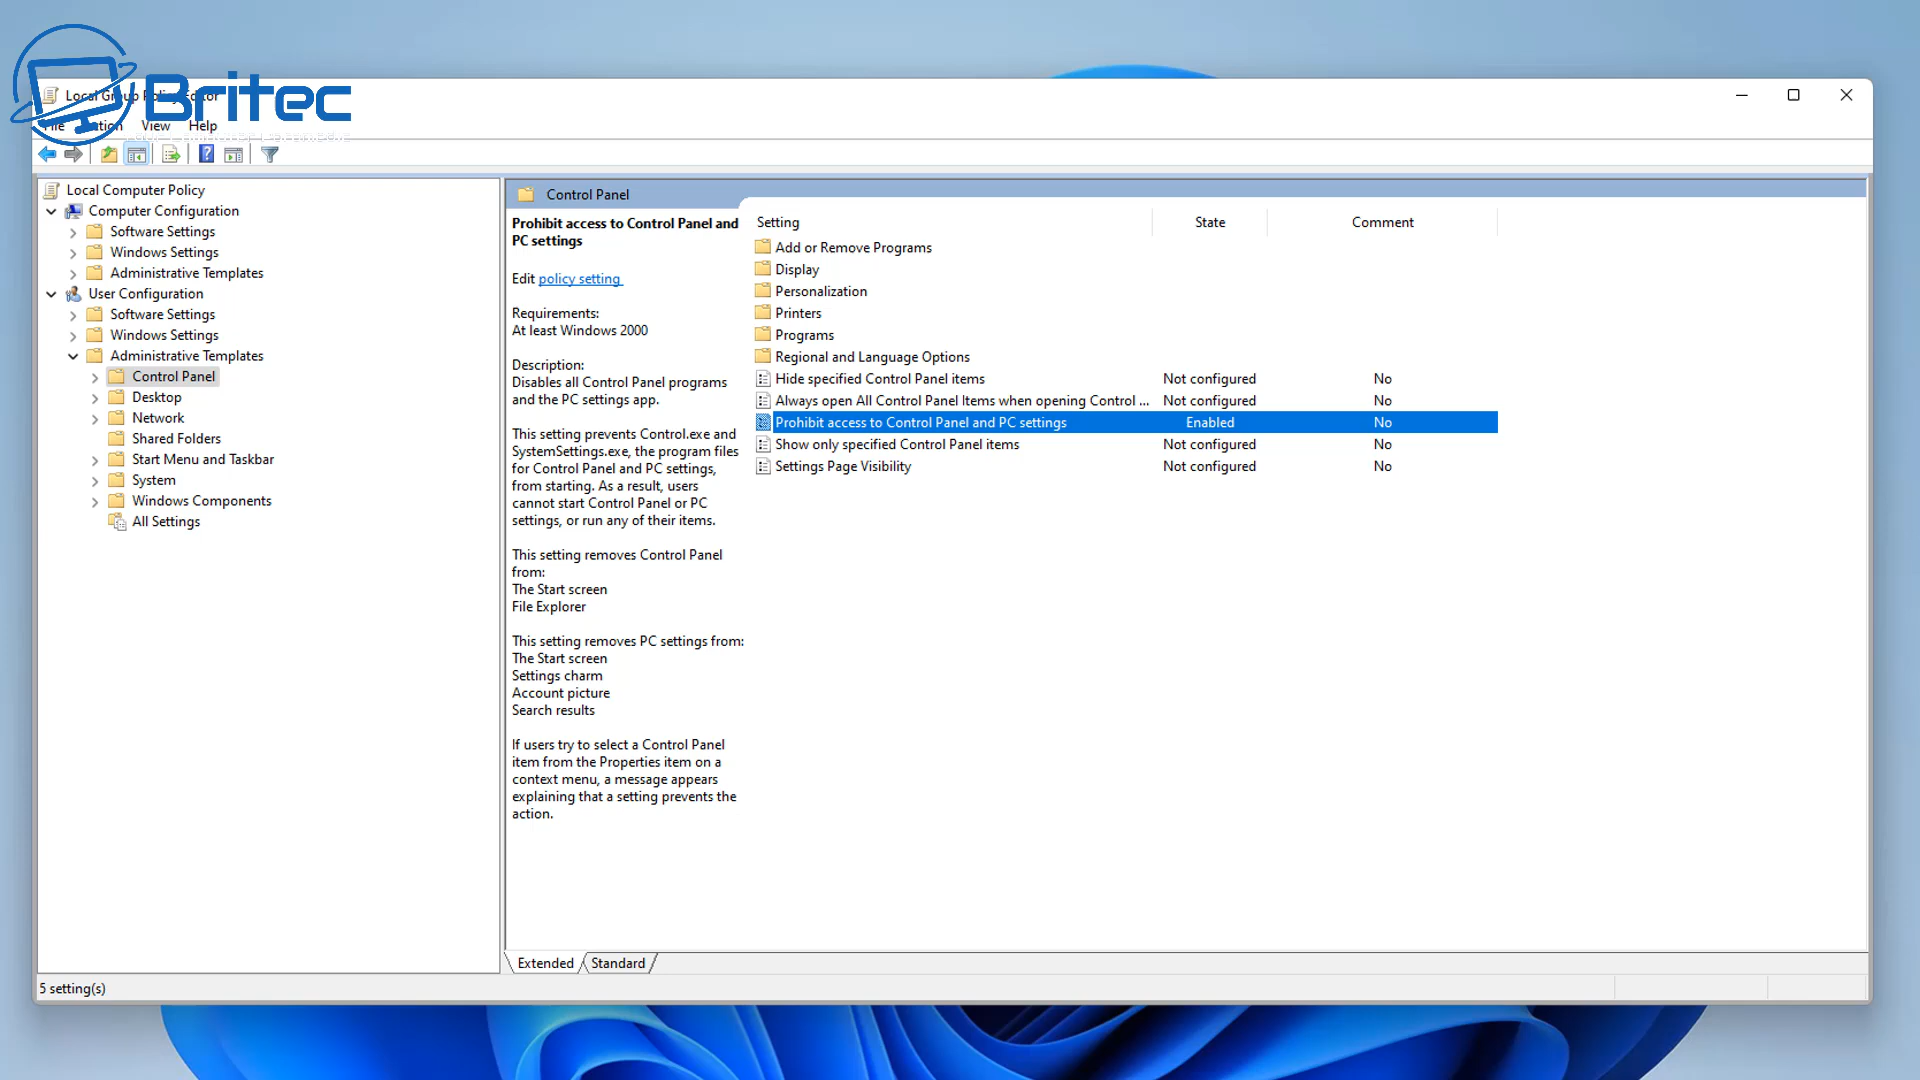 Britec
Local Group Policy Editor
File Action View Help
Local Computer Policy
Computer Configuration
Software Settings
Windows Settings
Administrative Templates
User Configuration
Software Settings
Windows Settings
Administrative Templates
Control Panel
Desktop
Network
Shared Folders
Start Menu and Taskbar
System
Windows Components
All Settings
Control Panel
Prohibit access to Control Panel and
PC settings
Edit policy setting
Requirements:
At least Windows 2000
Description:
Disables all Control Panel programs
and the PC settings app.
This setting prevents Control.exe and
SystemSettings.exe, the program files
for Control Panel and PC settings,
from starting. As a result, users
cannot start Control Panel or PC
settings, or run any of their items.
This setting removes Control Panel
from:
The Start screen
File Explorer
This setting removes PC settings from:
The Start screen
Settings charm
Account picture
Search results
If users try to select a Control Panel
item from the Properties item on a
context menu, a message appears
explaining that a setting prevents the
action.
Setting State Comment
Add or Remove Programs
Display
Personalization
Printers
Programs
Regional and Language Options
Hide specified Control Panel items Not configured No
Always open All Control Panel Items when opening Control ... Not configured No
Prohibit access to Control Panel and PC settings Enabled No
Show only specified Control Panel items Not configured No
Settings Page Visibility Not configured No
Extended Standard
5 setting(s)